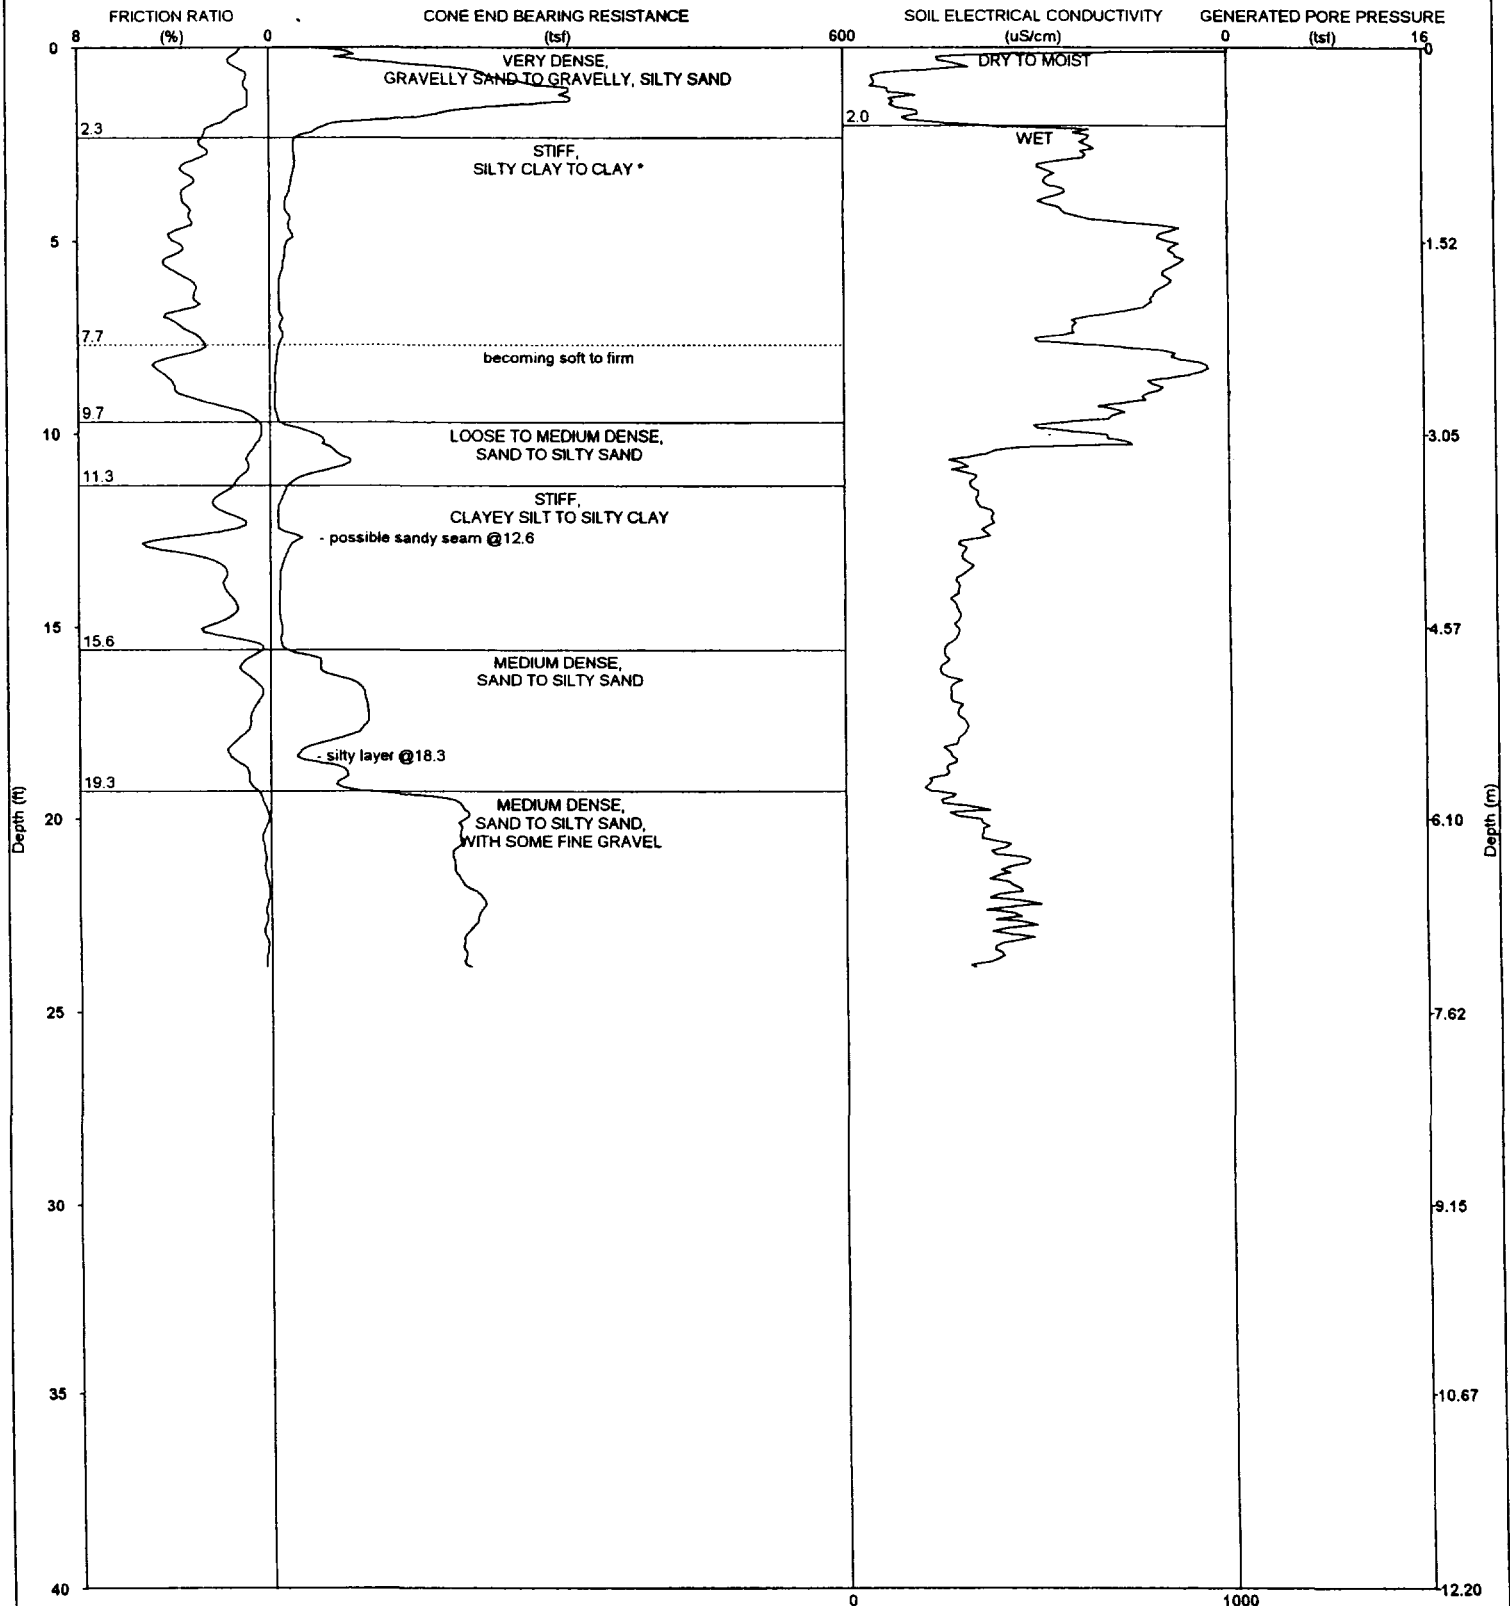 FRICTION RATIO CONE END BEARING RESISTANCE SOIL ELECTRICAL CONDUCTIVITY GENERATED PORE PRESSURE
8 (%) 0 (tsf) 600 (uS/cm) 0 (tsf) 16
0 VERY DENSE, DRY TO MOIST 0
GRAVELLY SAND TO GRAVELLY, SILTY SAND
2.0
2.3 WET
STIFF,
SILTY CLAY TO CLAY *
5 1.52
7.7
becoming soft to firm
9.7
10 LOOSE TO MEDIUM DENSE, 3.05
SAND TO SILTY SAND
11.3
STIFF,
CLAYEY SILT TO SILTY CLAY
- possible sandy seam @12.6
15 4.57
15.6
MEDIUM DENSE,
SAND TO SILTY SAND
- silty layer @18.3
19.3
MEDIUM DENSE,
20 SAND TO SILTY SAND, 6.10
WITH SOME FINE GRAVEL
Depth (ft)
Depth (m)
25 7.62
30 9.15
35 10.67
40 12.20
0 1000